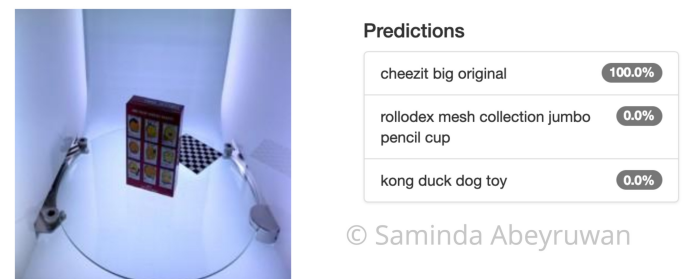 Predictions
cheezit big original 100.0%
rollodex mesh collection jumbo 0.0%
pencil cup
kong duck dog toy 0.0%
© Saminda Abeyruwan